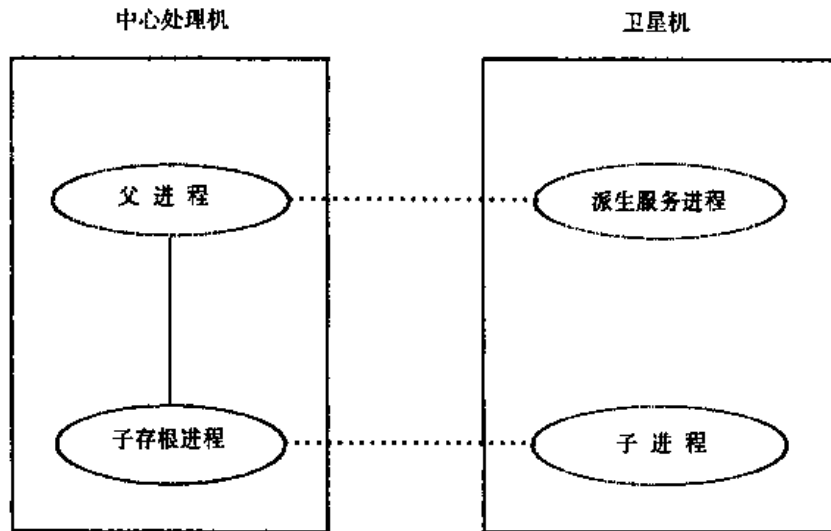 中心处理机
卫星机
父 进 程
派生服务进程
子存根进程
子 进 程